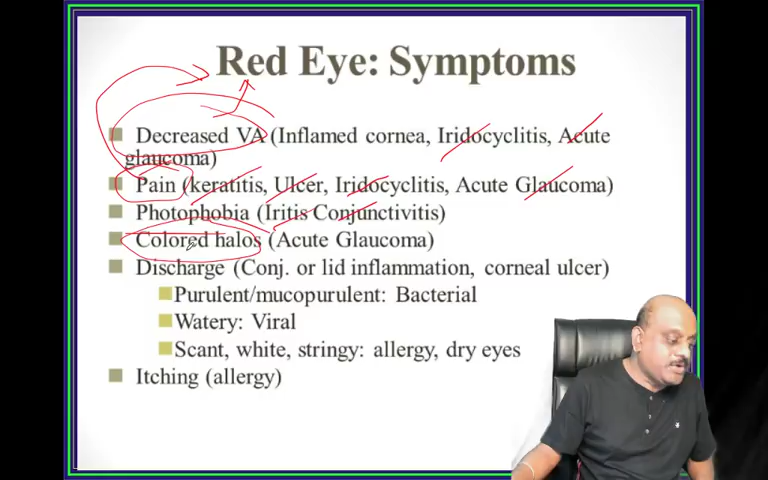 Red Eye: Symptoms
Decreased VA (Inflamed cornea, Iridocyclitis, Acute
glaucoma)
Pain (keratitis, Ulcer, Iridocyclitis, Acute Glaucoma)
Photophobia (Iritis Conjunctivitis)
Colored halos (Acute Glaucoma)
Discharge (Conj. or lid inflammation, corneal ulcer)
Purulent/mucopurulent: Bacterial
Watery: Viral
Scant, white, stringy: allergy, dry eyes
Itching (allergy)